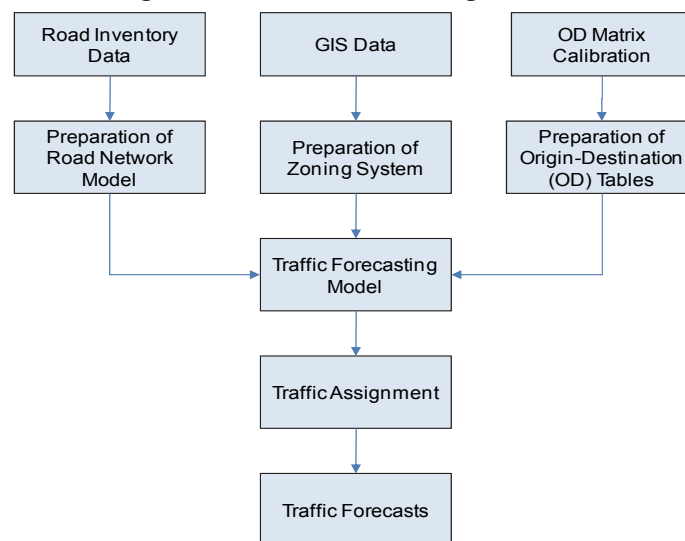 Road Inventory
Data
GIS Data
OD Matrix
Calibration
Preparation of
Road Network
Model
Preparation of
Zoning System
Preparation of
Origin-Destination
(OD) Tables
Traffic Forecasting
Model
Traffic Assignment
Traffic Forecasts